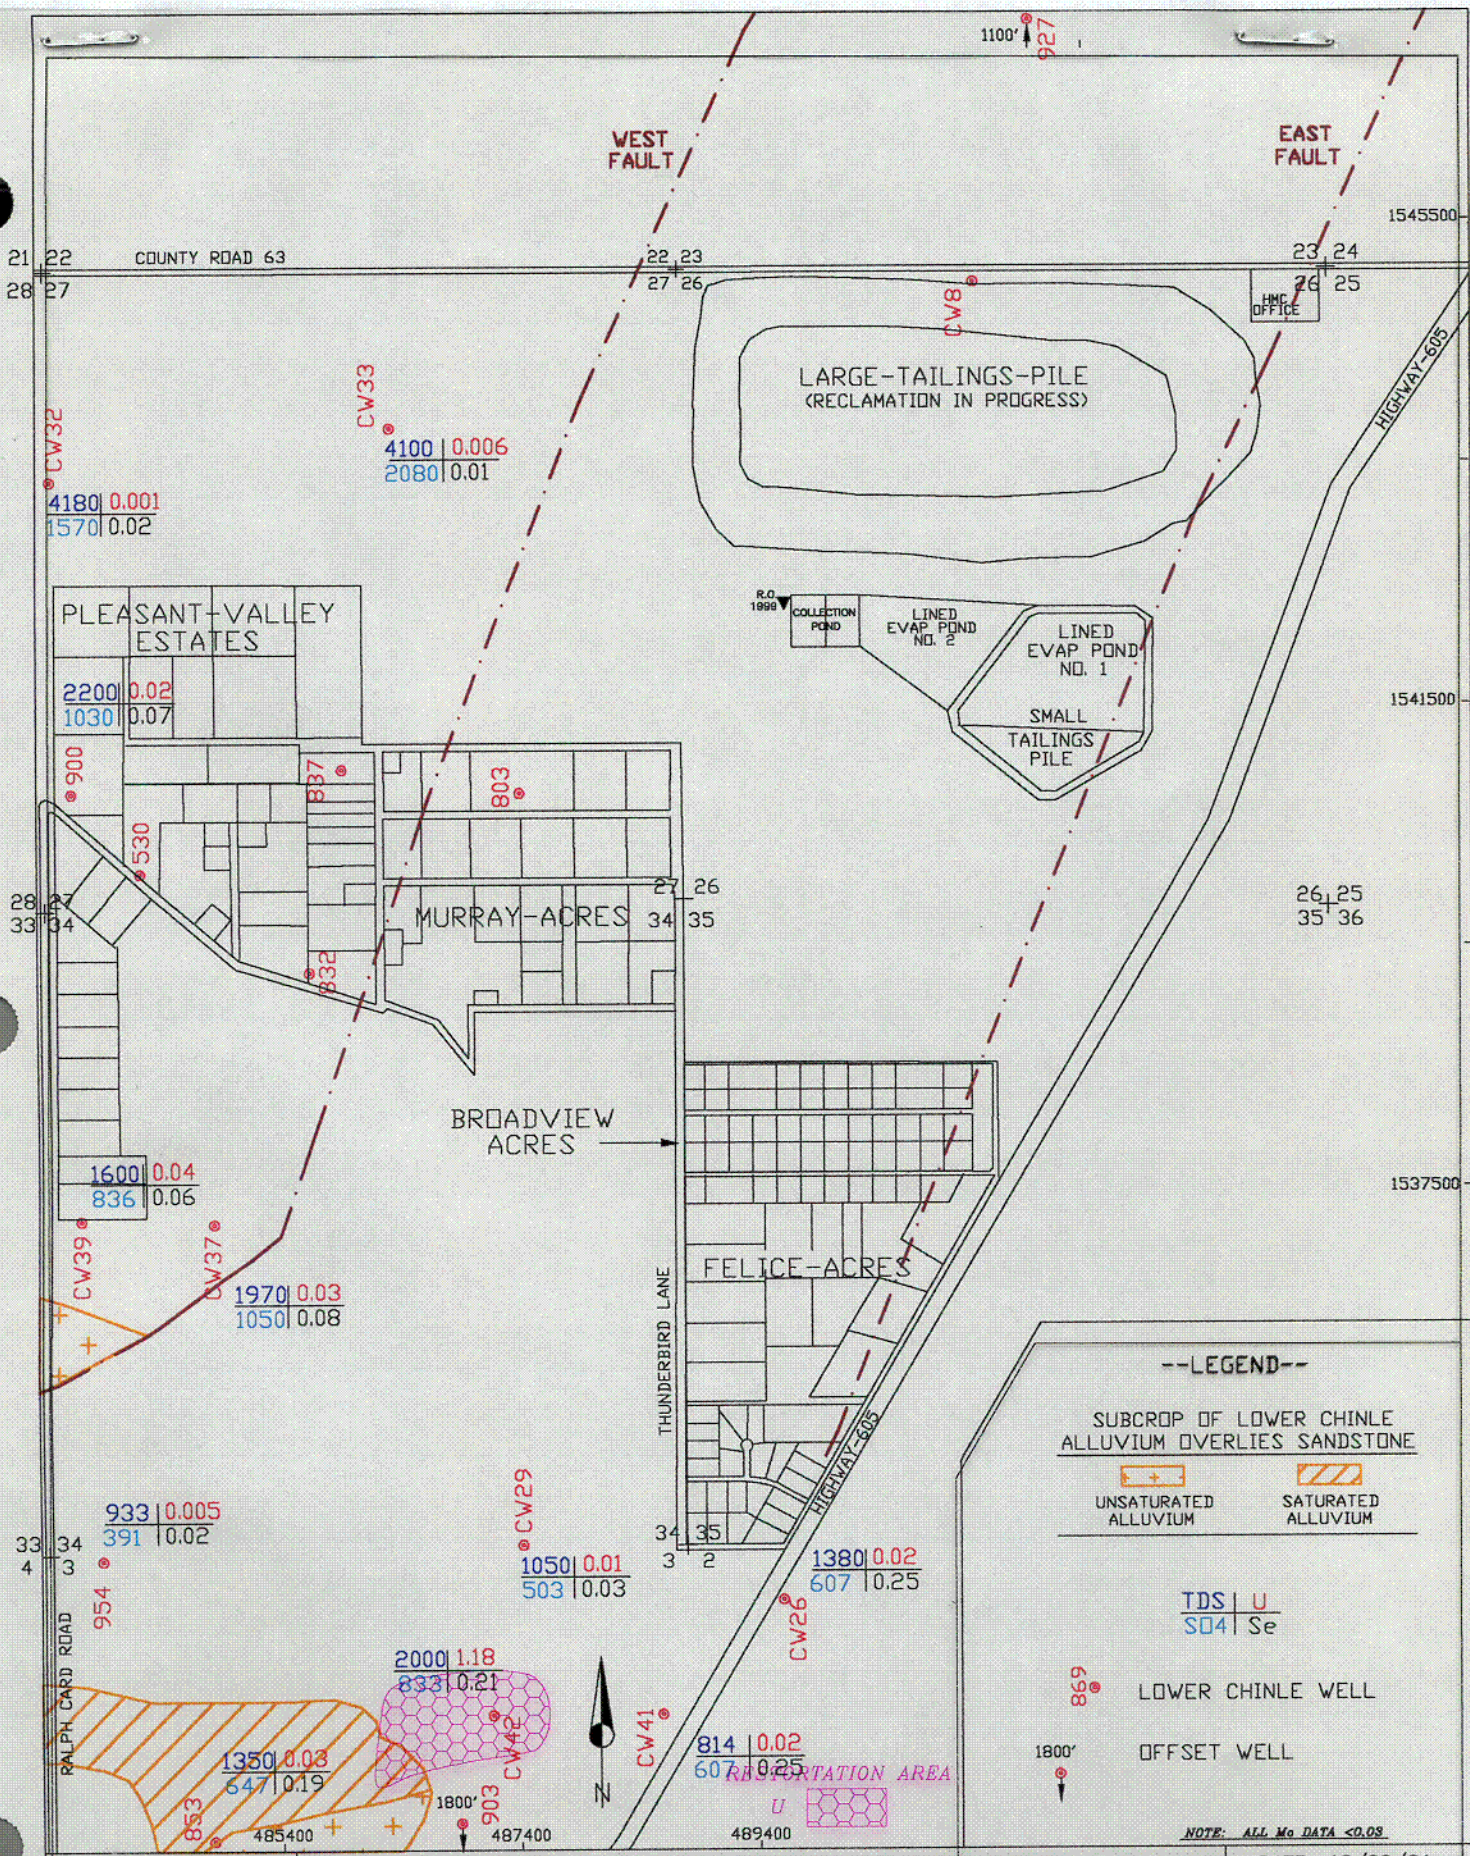 1100'
927
WEST
FAULT
EAST
FAULT
1545500
21 22
COUNTY ROAD 63
22 23
23 24
28 27
27 26
26 25
HMC
OFFICE
CW8
HIGHWAY-605
LARGE-TAILINGS-PILE
(RECLAMATION IN PROGRESS)
CW33
4100 0.006
2080 0.01
CW32
4180 0.001
1570 0.02
R.O.
1999
COLLECTION
POND
LINED
EVAP POND
NO. 2
LINED
EVAP POND
NO. 1
SMALL
TAILINGS
PILE
PLEASANT-VALLEY
ESTATES
2200 0.02
1030 0.07
1541500
900
837
803
530
28 27
33 34
27 26
34 35
26 25
35 36
MURRAY-ACRES
832
BROADVIEW
ACRES
1600 0.04
836 0.06
1537500
CW39
CW37
1970 0.03
1050 0.08
FELICE-ACRES
THUNDERBIRD LANE
HIGHWAY-605
--LEGEND--
SUBCROP OF LOWER CHINLE
ALLUVIUM OVERLIES SANDSTONE
UNSATURATED
ALLUVIUM
SATURATED
ALLUVIUM
TDS U
SO4 Se
869
LOWER CHINLE WELL
1800'
OFFSET WELL
NOTE: ALL Mo DATA <0.03
933 0.005
391 0.02
33 34
4 3
954
CW29
1050 0.01
503 0.03
34 35
3 2
1380 0.02
607 0.25
CW26
RALPH CARD ROAD
2000 1.18
833 0.21
CW42
N
CW41
814 0.02
607 0.25
RESTORTATION AREA
U
1350 0.03
647 0.19
853
1800'
903
485400
487400
489400